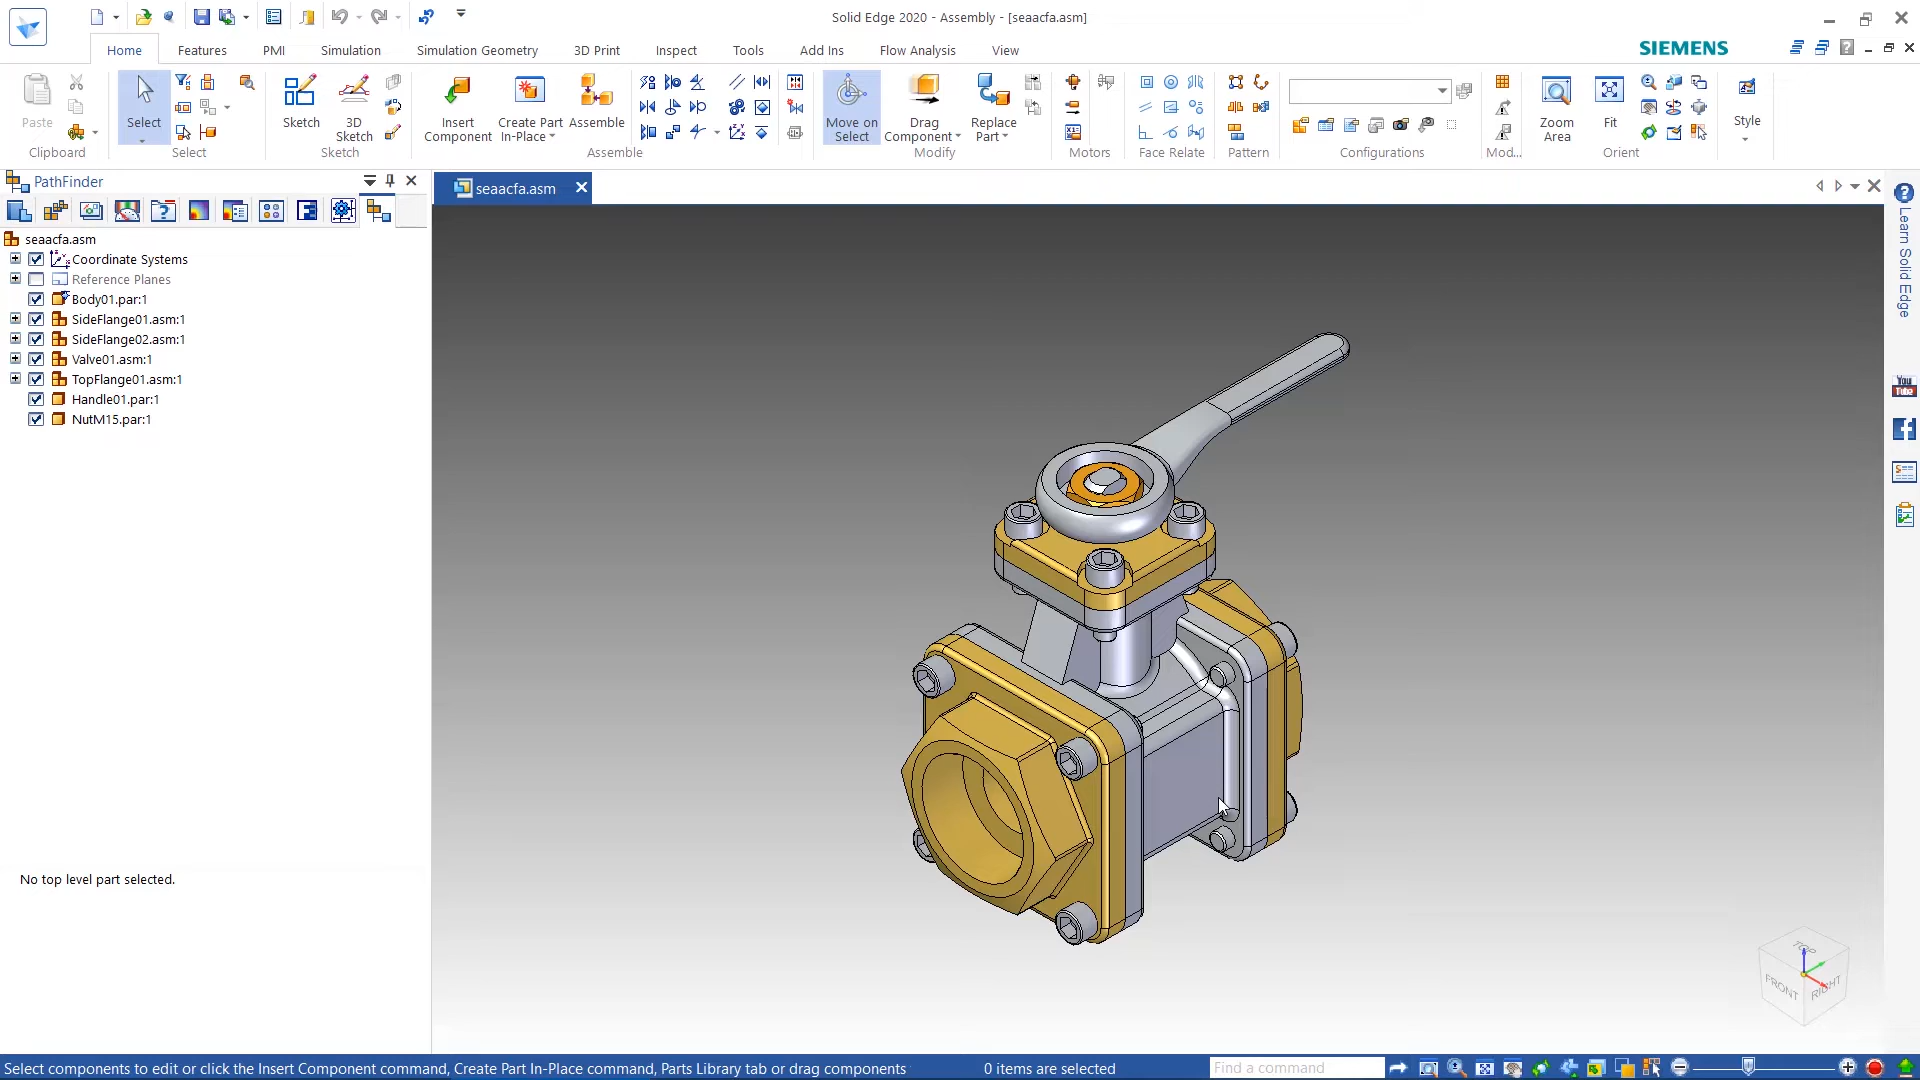 Solid Edge 2020 - Assembly - [seaacfa.asm]
Home
Features
PMI
Simulation
Simulation Geometry
3D Print
Inspect
Tools
Add Ins
Flow Analysis
View
SIEMENS
Paste
Clipboard
Select
Select
Sketch
3D Sketch
Sketch
Insert Component
Create Part In-Place
Assemble
Assemble
Move on Select
Drag Component
Replace Part
Modify
Motors
Face Relate
Pattern
Configurations
Mod...
Zoom Area
Fit
Orient
Style
PathFinder
seaacfa.asm
Learn Solid Edge
seaacfa.asm
Coordinate Systems
Reference Planes
Body01.par:1
SideFlange01.asm:1
SideFlange02.asm:1
Valve01.asm:1
TopFlange01.asm:1
Handle01.par:1
NutM15.par:1
You Tube
No top level part selected.
TOP
FRONT
RIGHT
Select components to edit or click the Insert Component command, Create Part In-Place command, Parts Library tab or drag components
0 items are selected
Find a command